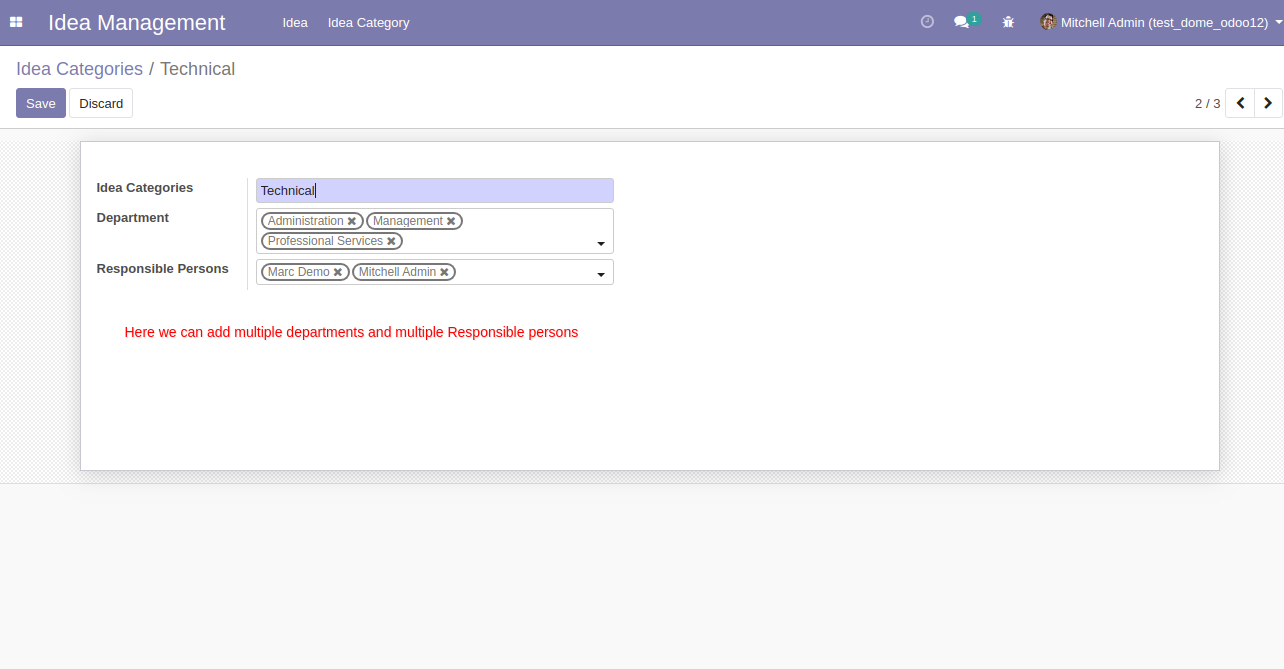 Idea Management Idea Idea Category 1 Mitchell Admin (test_dome_odoo12)
Idea Categories / Technical
Save Discard 2 / 3
Idea Categories Technical
Department Administration Management
Professional Services
Responsible Persons Marc Demo Mitchell Admin
Here we can add multiple departments and multiple Responsible persons